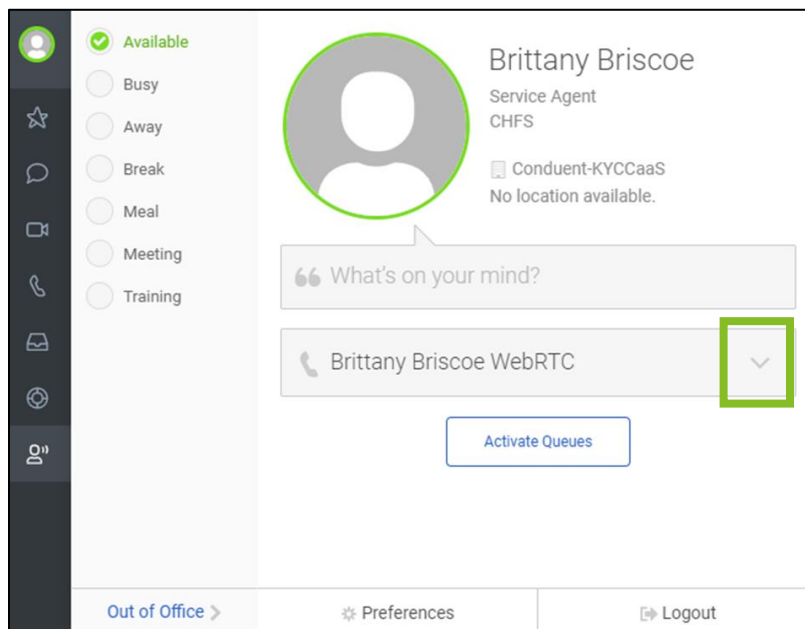 Available
Busy
Away
Break
Meal
Meeting
Training
Out of Office
Brittany Briscoe
Service Agent
CHFS
Conduent-KYCCaaS
No location available.
What's on your mind?
Brittany Briscoe WebRTC
Activate Queues
Preferences
Logout